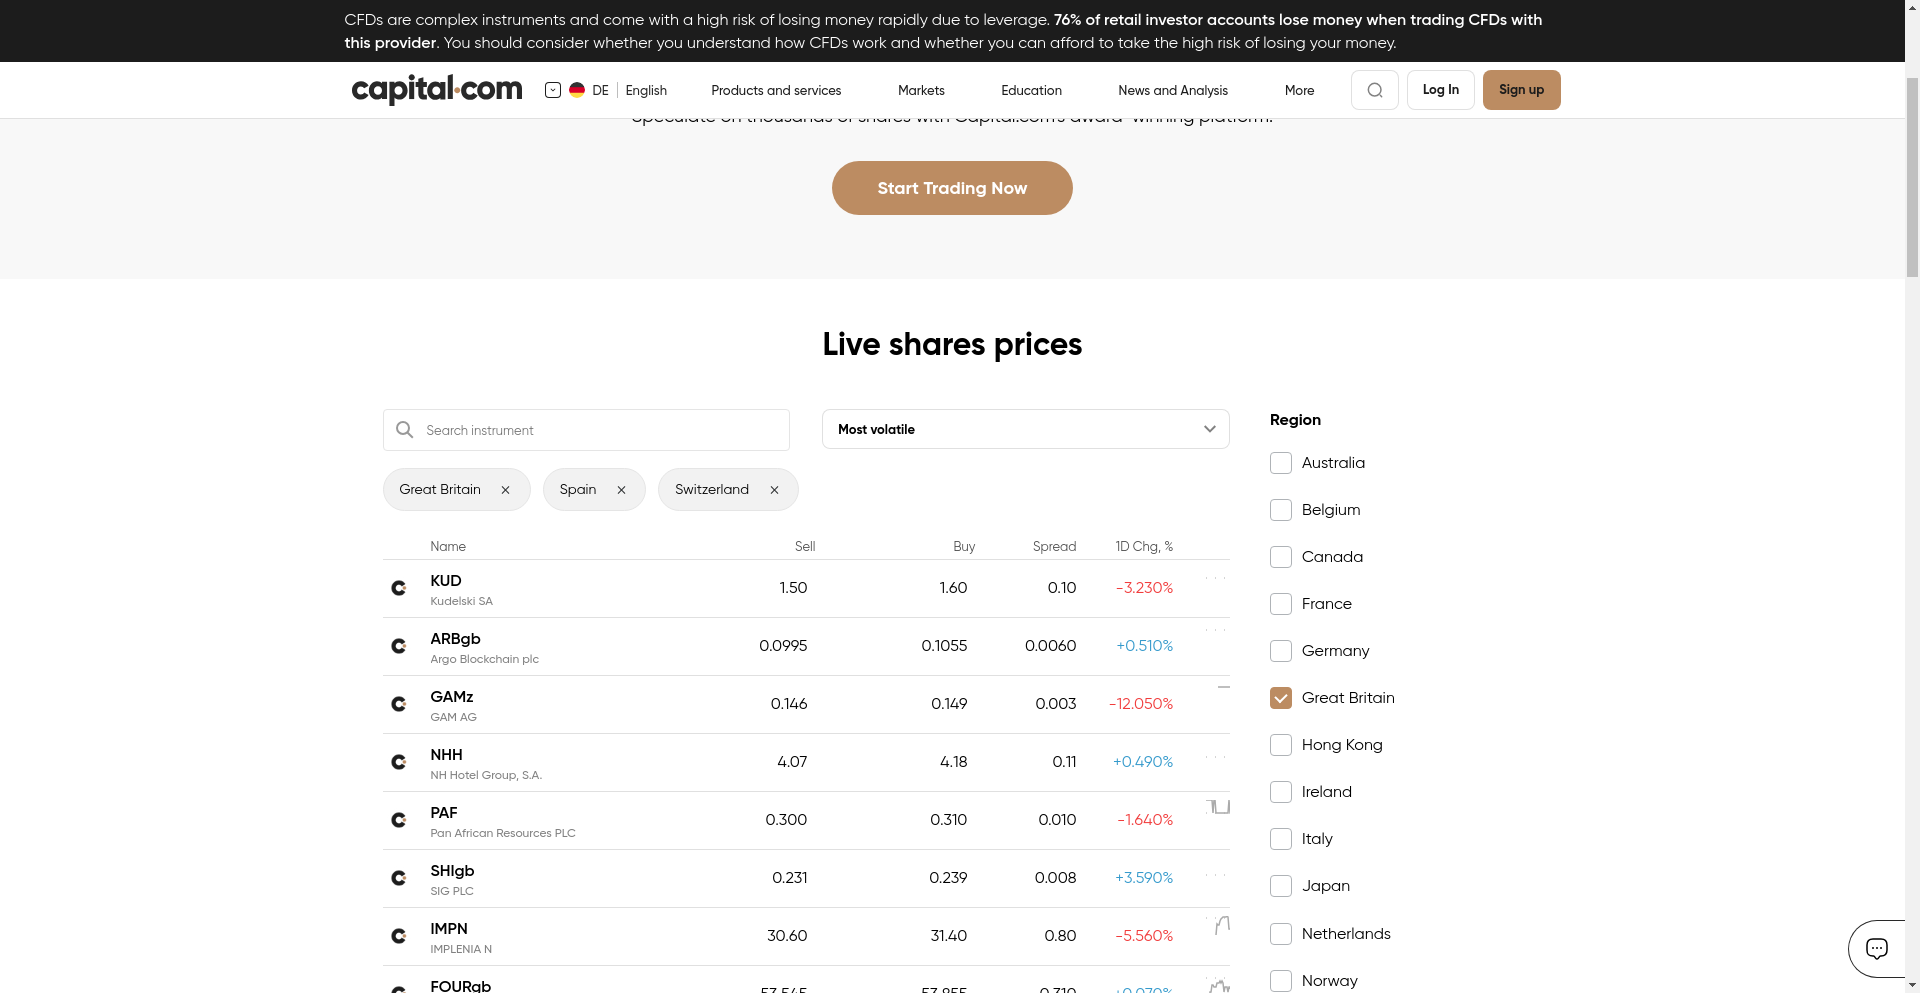 CFDs are complex instruments and come with a high risk of losing money rapidly due to leverage. 76% of retail investor accounts lose money when trading CFDs with
this provider. You should consider whether you understand how CFDs work and whether you can afford to take the high risk of losing your money.
capital.com
DE English
Products and services
Markets
Education
News and Analysis
More
Log In
Sign up
Speculate on thousands of shares with Capital.com's award-winning platform.
Start Trading Now
Live shares prices
Search instrument
Most volatile
Great Britain
Spain
Switzerland
Name Sell Buy Spread 1D Chg, %
KUD 1.50 1.60 0.10 -3.230%
Kudelski SA
ARBgb 0.0995 0.1055 0.0060 +0.510%
Argo Blockchain plc
GAMz 0.146 0.149 0.003 -12.050%
GAM AG
NHH 4.07 4.18 0.11 +0.490%
NH Hotel Group, S.A.
PAF 0.300 0.310 0.010 -1.640%
Pan African Resources PLC
SHIgb 0.231 0.239 0.008 +3.590%
SIG PLC
IMPN 30.60 31.40 0.80 -5.560%
IMPLENIA N
FOURgb 53.545 53.855 0.310 +0.070%
Region
Australia
Belgium
Canada
France
Germany
Great Britain
Hong Kong
Ireland
Italy
Japan
Netherlands
Norway